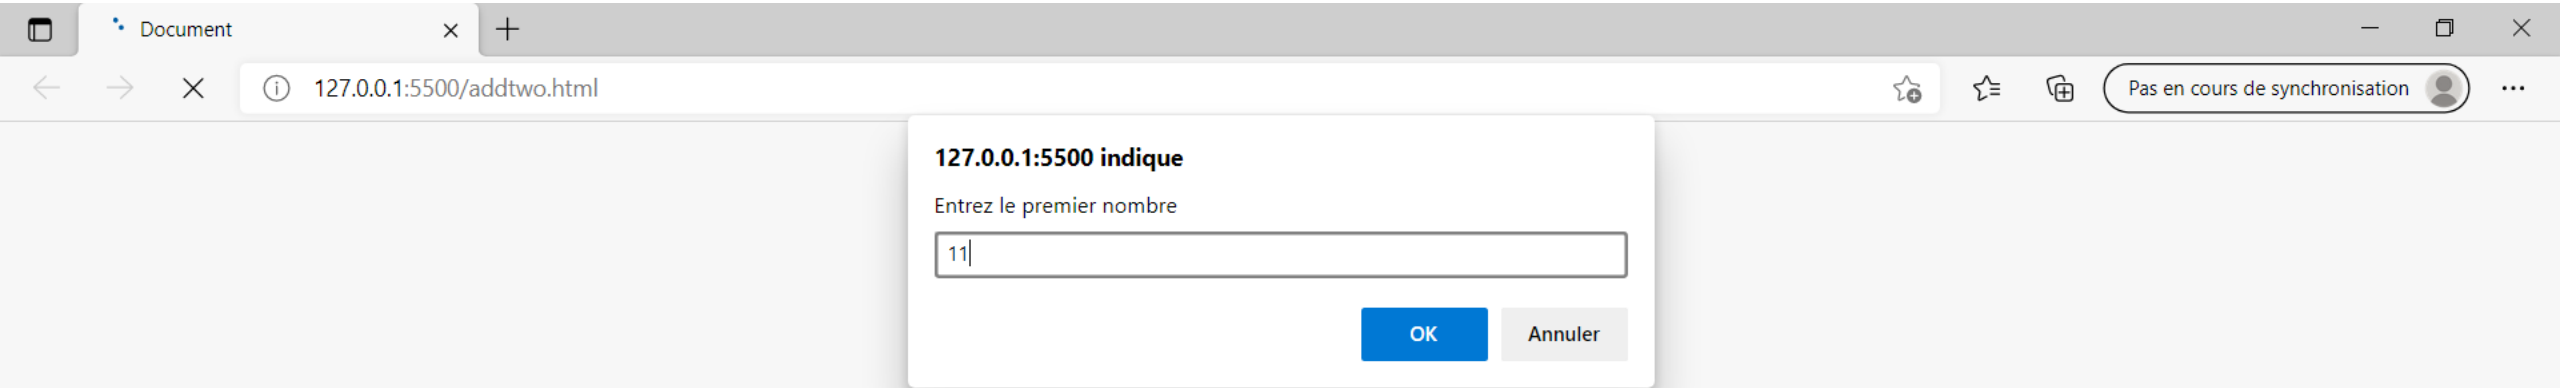 Document
127.0.0.1:5500/addtwo.html
Pas en cours de synchronisation
127.0.0.1:5500 indique
Entrez le premier nombre
11
OK Annuler